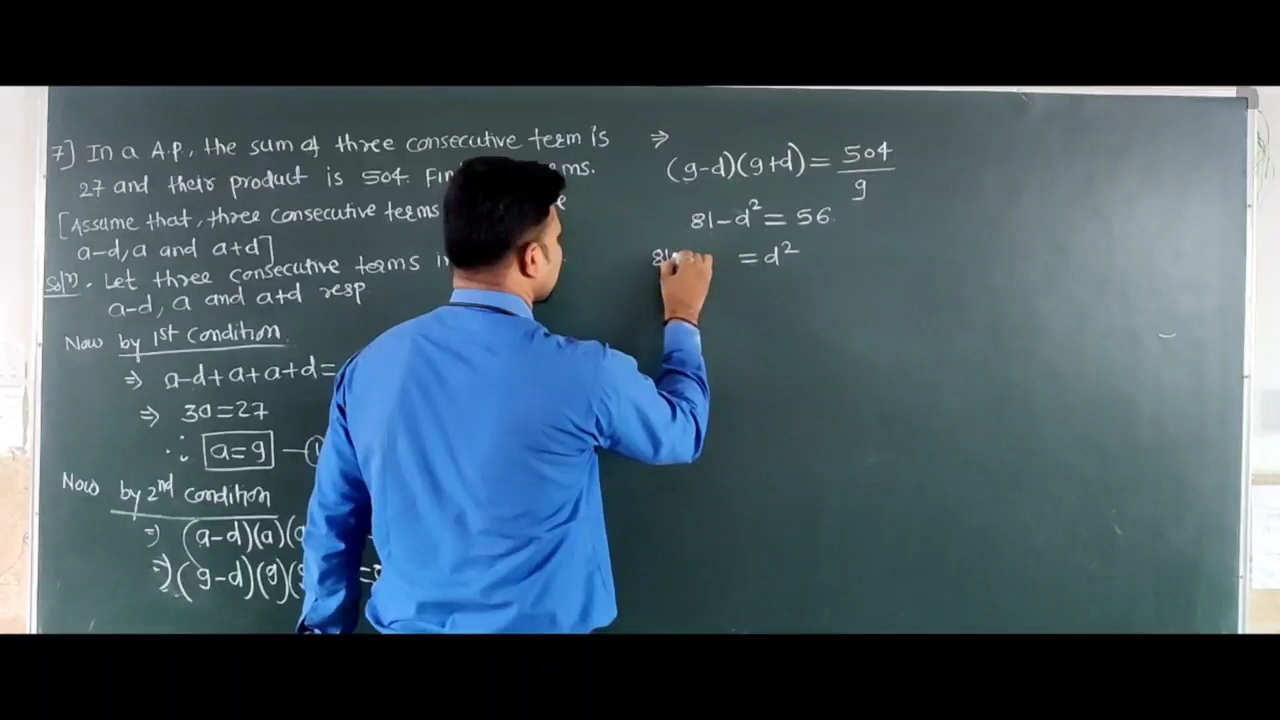 7] In a A.P., the sum of three consecutive term is
27 and their product is 504. terms.
[Assume that, three consecutive terms
a-d, a and a+d]
Solⁿ). Let three consecutive terms
a-d, a and a+d resp
Now by 1st condition
⇒ a-d+a+a+d=
⇒ 3a=27
∴ a=9
Now by 2nd condition
⇒ (a-d)(a)(
⇒ (9-d)(9)(
⇒
(9-d)(9+d)= 504/9
81-d²=56
81 =d²